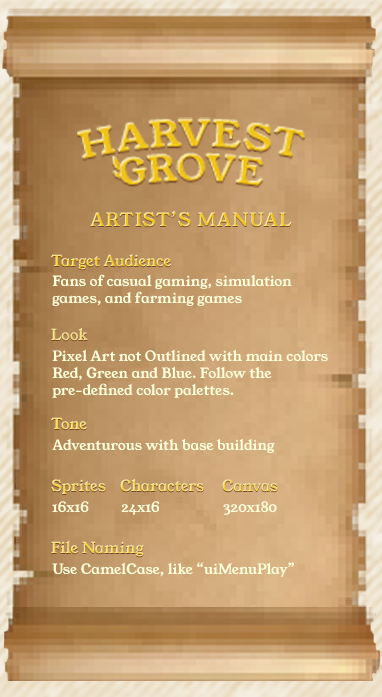 HARVEST
GROVE
ARTIST'S MANUAL
Target Audience
Fans of casual gaming, simulation
games, and farming games
Look
Pixel Art not Outlined with main colors
Red, Green and Blue. Follow the
pre-defined color palettes.
Tone
Adventurous with base building
Sprites Characters Canvas
16x16 24x16 320x180
File Naming
Use CamelCase, like “uiMenuPlay”